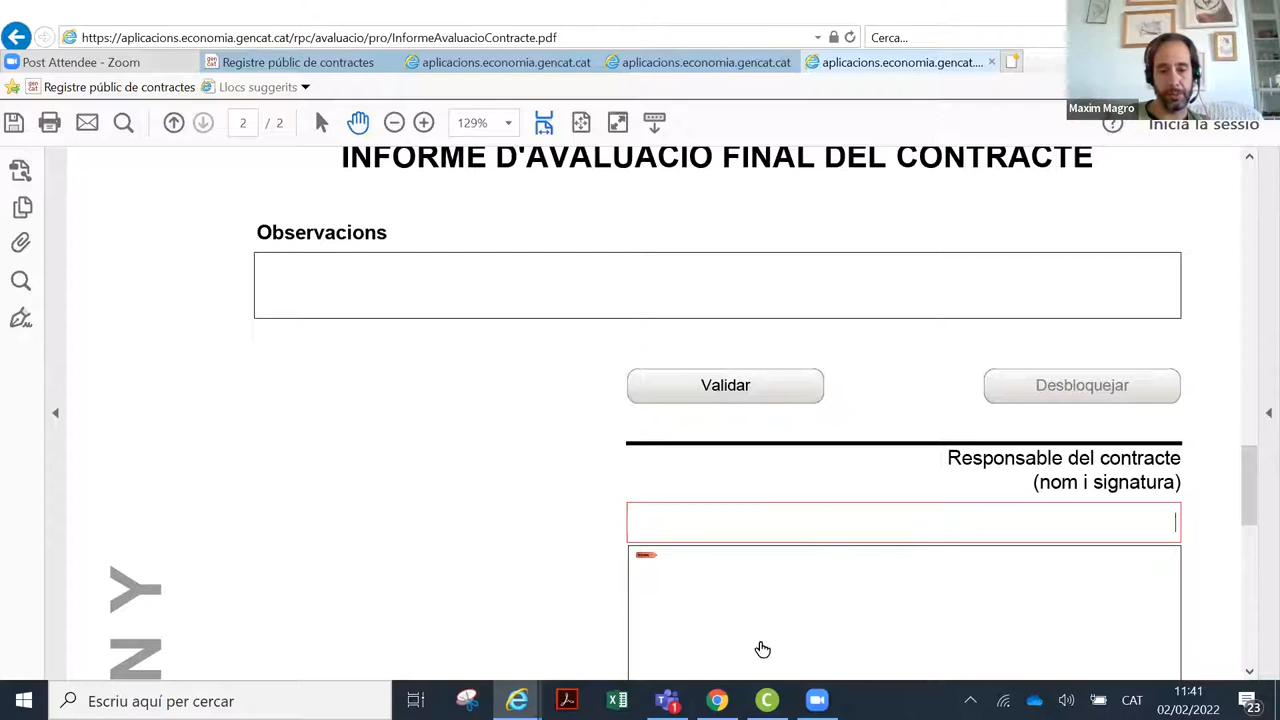 https://aplicacions.economia.gencat.cat/rpc/avaluacio/pro/InformeAvaluacioContracte.pdf
Cerca...
Post Attendee - Zoom
Registre públic de contractes
aplicacions.economia.gencat.cat
aplicacions.economia.gencat.cat
aplicacions.economia.gencat....
Registre públic de contractes
Llocs suggerits
Maxim Magro
2 / 2
129%
Inicia la sessió
INFORME D'AVALUACIÓ FINAL DEL CONTRACTE
Observacions
Validar
Desbloquejar
Responsable del contracte
(nom i signatura)
N Y
Escriu aquí per cercar
CAT
11:41
02/02/2022
23
1